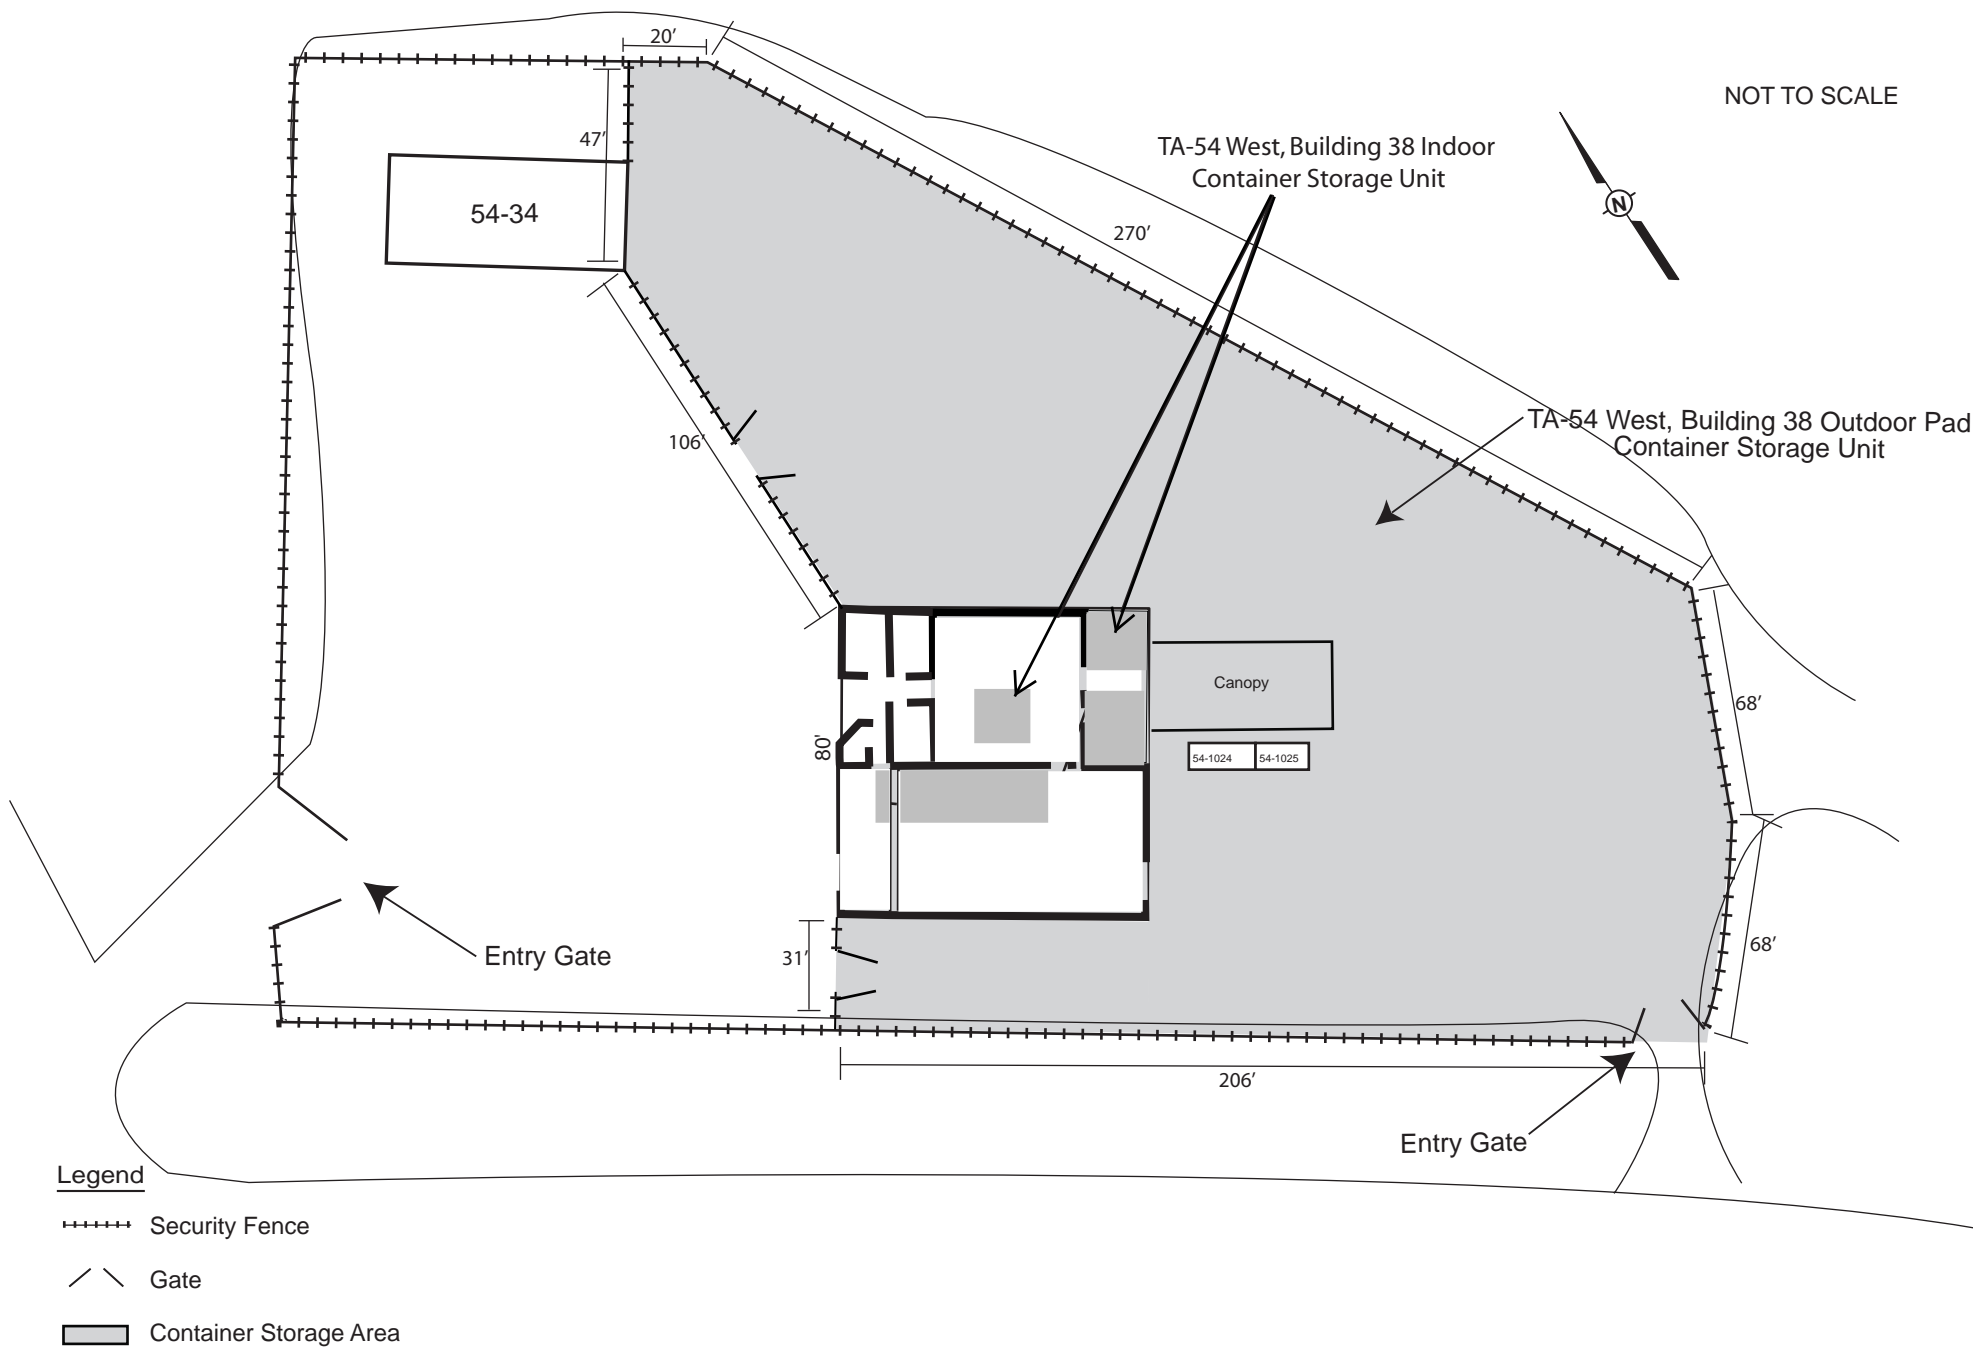 20'
NOT TO SCALE
47'
TA-54 West, Building 38 Indoor
Container Storage Unit
N
54-34
270'
TA-54 West, Building 38 Outdoor Pad
Container Storage Unit
106'
Canopy
68'
80'
54-1024
54-1025
68'
Entry Gate
31'
206'
Entry Gate
Legend
Security Fence
Gate
Container Storage Area